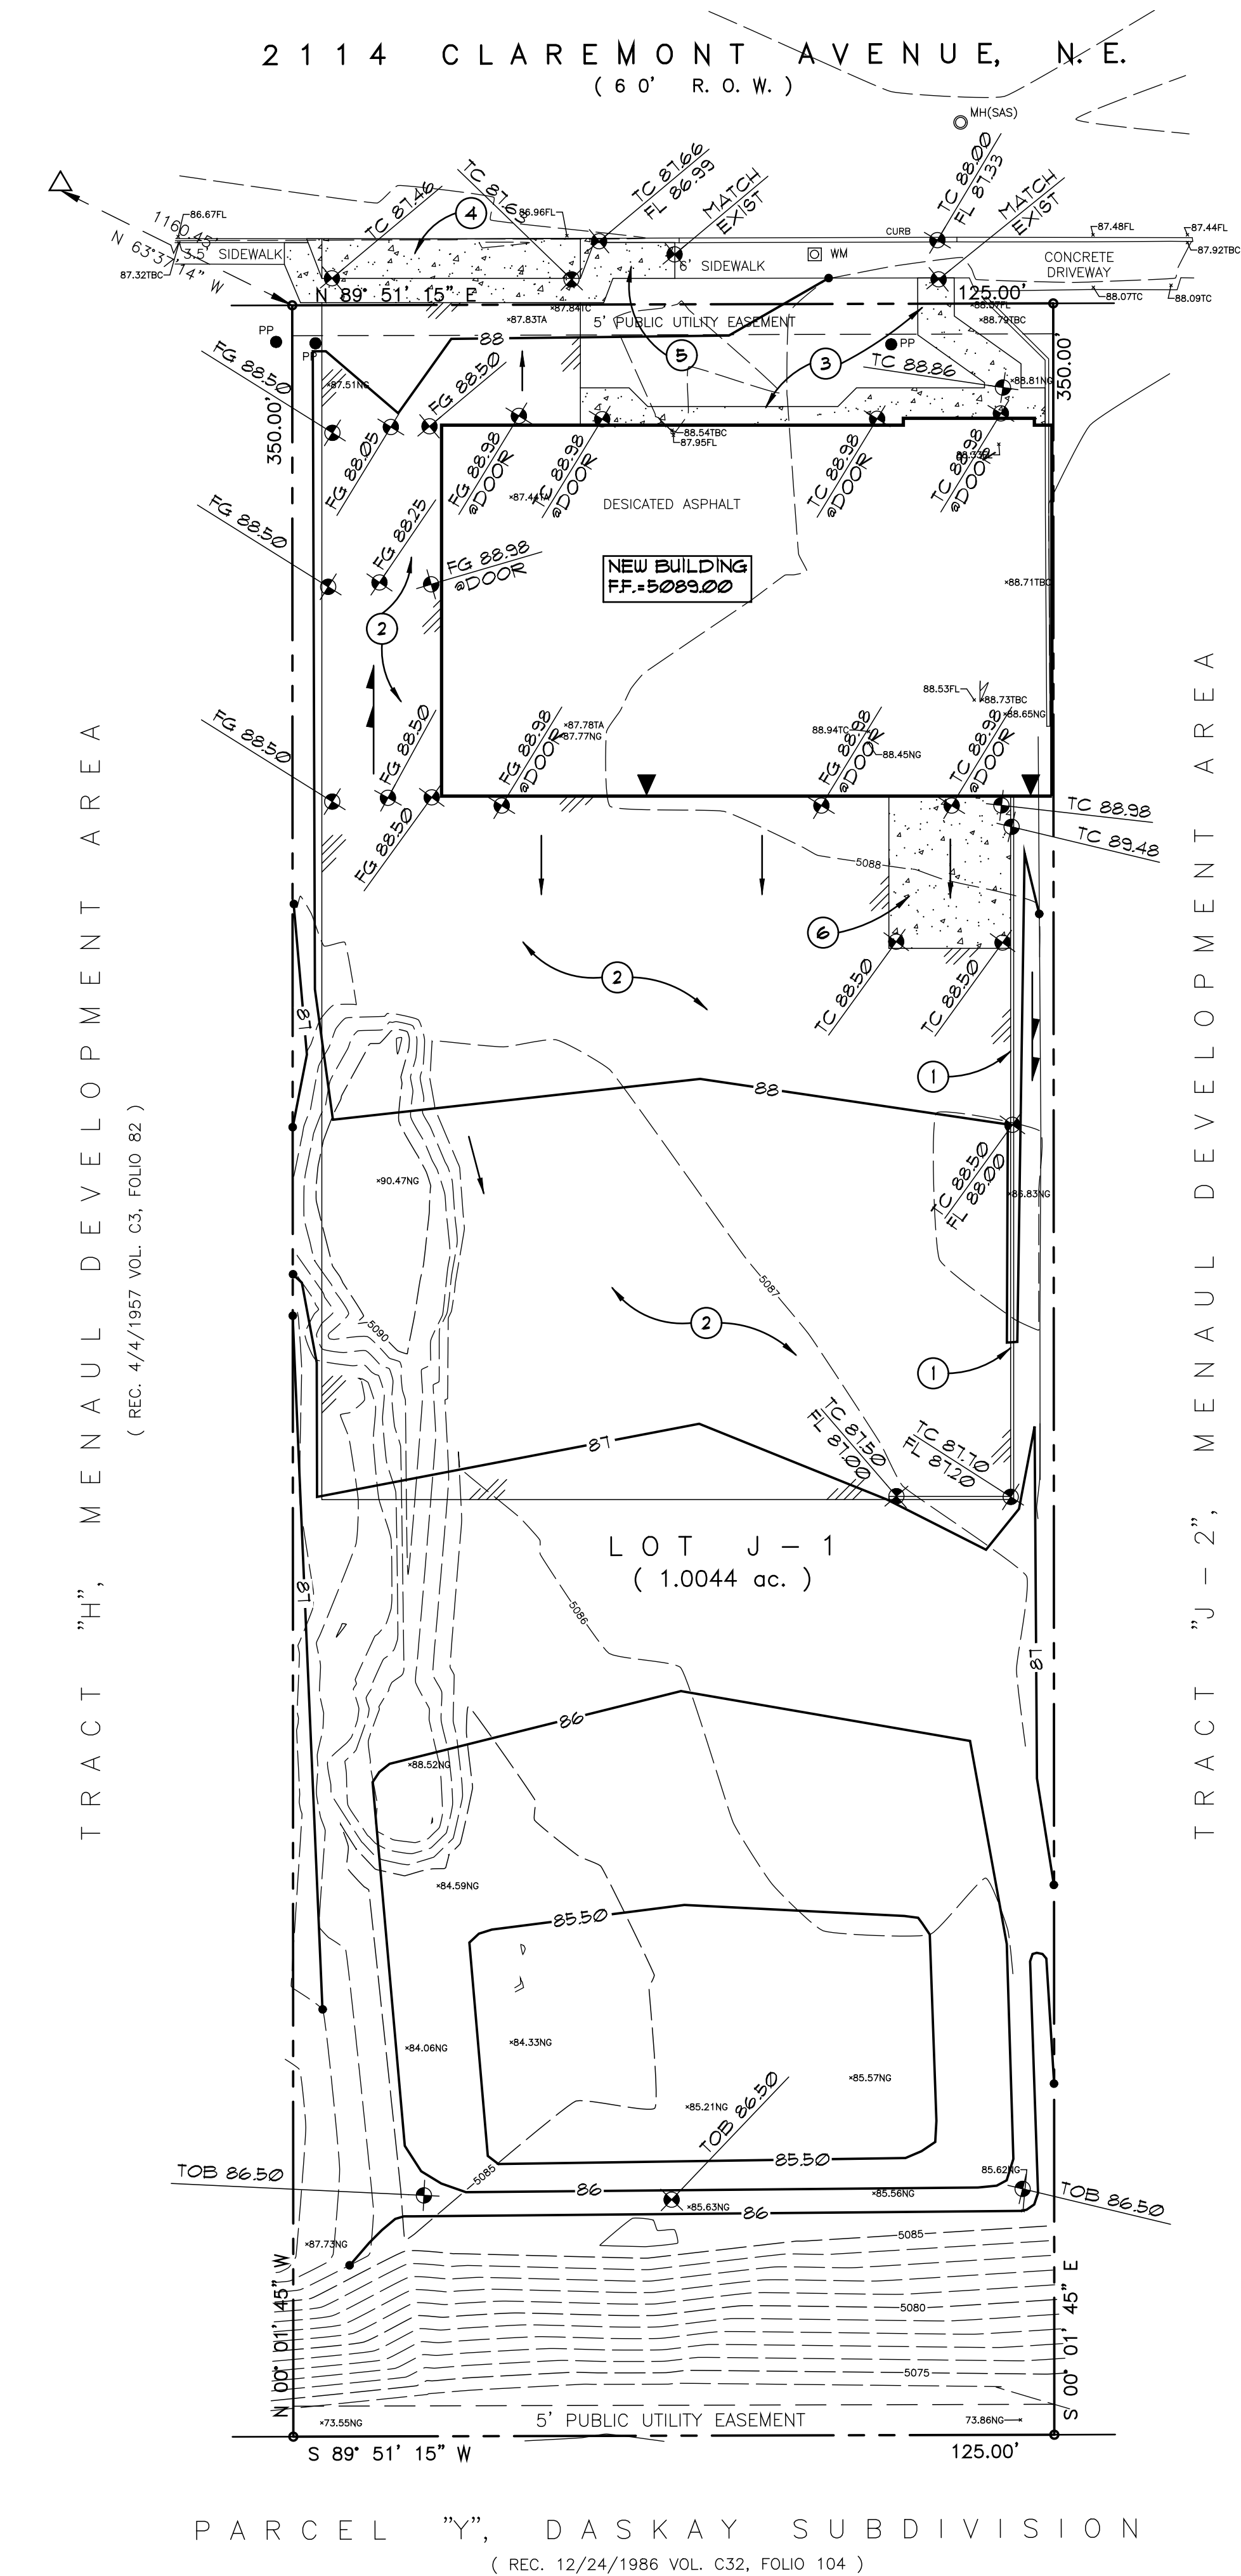 2114 CLAREMONT AVENUE, N.E.
( 60' R.O.W. )
MH(SAS)
TC 87.46
TC 87.63
TC 87.66
FL 86.99
MATCH
EXIST
TC 88.00
FL 87.33
MATCH
EXIST
1160.45'
86.67FL
4
86.96FL
CURB
87.48FL
87.44FL
87.92TBC
3.5' SIDEWALK
6' SIDEWALK
WM
CONCRETE
DRIVEWAY
87.32TBC
N 89° 51' 15" E
125.00'
88.07TC
88.09TC
87.83TA
87.84TC
5' PUBLIC UTILITY EASEMENT
88.79TBC
PP
PP
88
5
3
PP
TC 88.86
88.81NG
350.00'
350.00'
FG 88.50
87.51NG
FG 88.05
FG 88.50
88.54TBC
87.95FL
FG 88.98
@DOOR
TC 88.98
@DOOR
TC 88.98
@DOOR
TC 88.98
@DOOR
87.44TA
DESICATED ASPHALT
FG 88.50
FG 88.25
FG 88.98
@DOOR
NEW BUILDING
F.F.=5089.00
88.71TBC
2
88.53FL
88.73TBC
88.65NG
FG 88.50
FG 88.50
FG 88.50
FG 88.98
@DOOR
87.78TA
87.77NG
88.94TC
88.45NG
FG 88.98
@DOOR
TC 88.98
@DOOR
TC 88.98
TC 89.48
5088
6
2
TC 88.50
TC 88.50
87
1
88
90.47NG
TC 88.50
FL 88.00
86.83NG
5087
2
5090
1
87
TC 87.50
FL 87.00
TC 87.70
FL 87.20
LOT J-1
( 1.0044 ac. )
87
5086
87
86
88.52NG
84.59NG
85.50
84.06NG
84.33NG
85.57NG
85.21NG
TOB 86.50
85.50
TOB 86.50
5085
86
85.62NG
85.56NG
TOB 86.50
85.63NG
86
87.73NG
5085
5080
5075
N 00° 01' 45" W
S 00° 01' 45" E
73.55NG
5' PUBLIC UTILITY EASEMENT
73.86NG
S 89° 51' 15" W
125.00'
TRACT "H", MENAUL DEVELOPMENT AREA
( REC. 4/4/1957 VOL. C3, FOLIO 82 )
TRACT "J-2", MENAUL DEVELOPMENT AREA
PARCEL "Y", DASKAY SUBDIVISION
( REC. 12/24/1986 VOL. C32, FOLIO 104 )